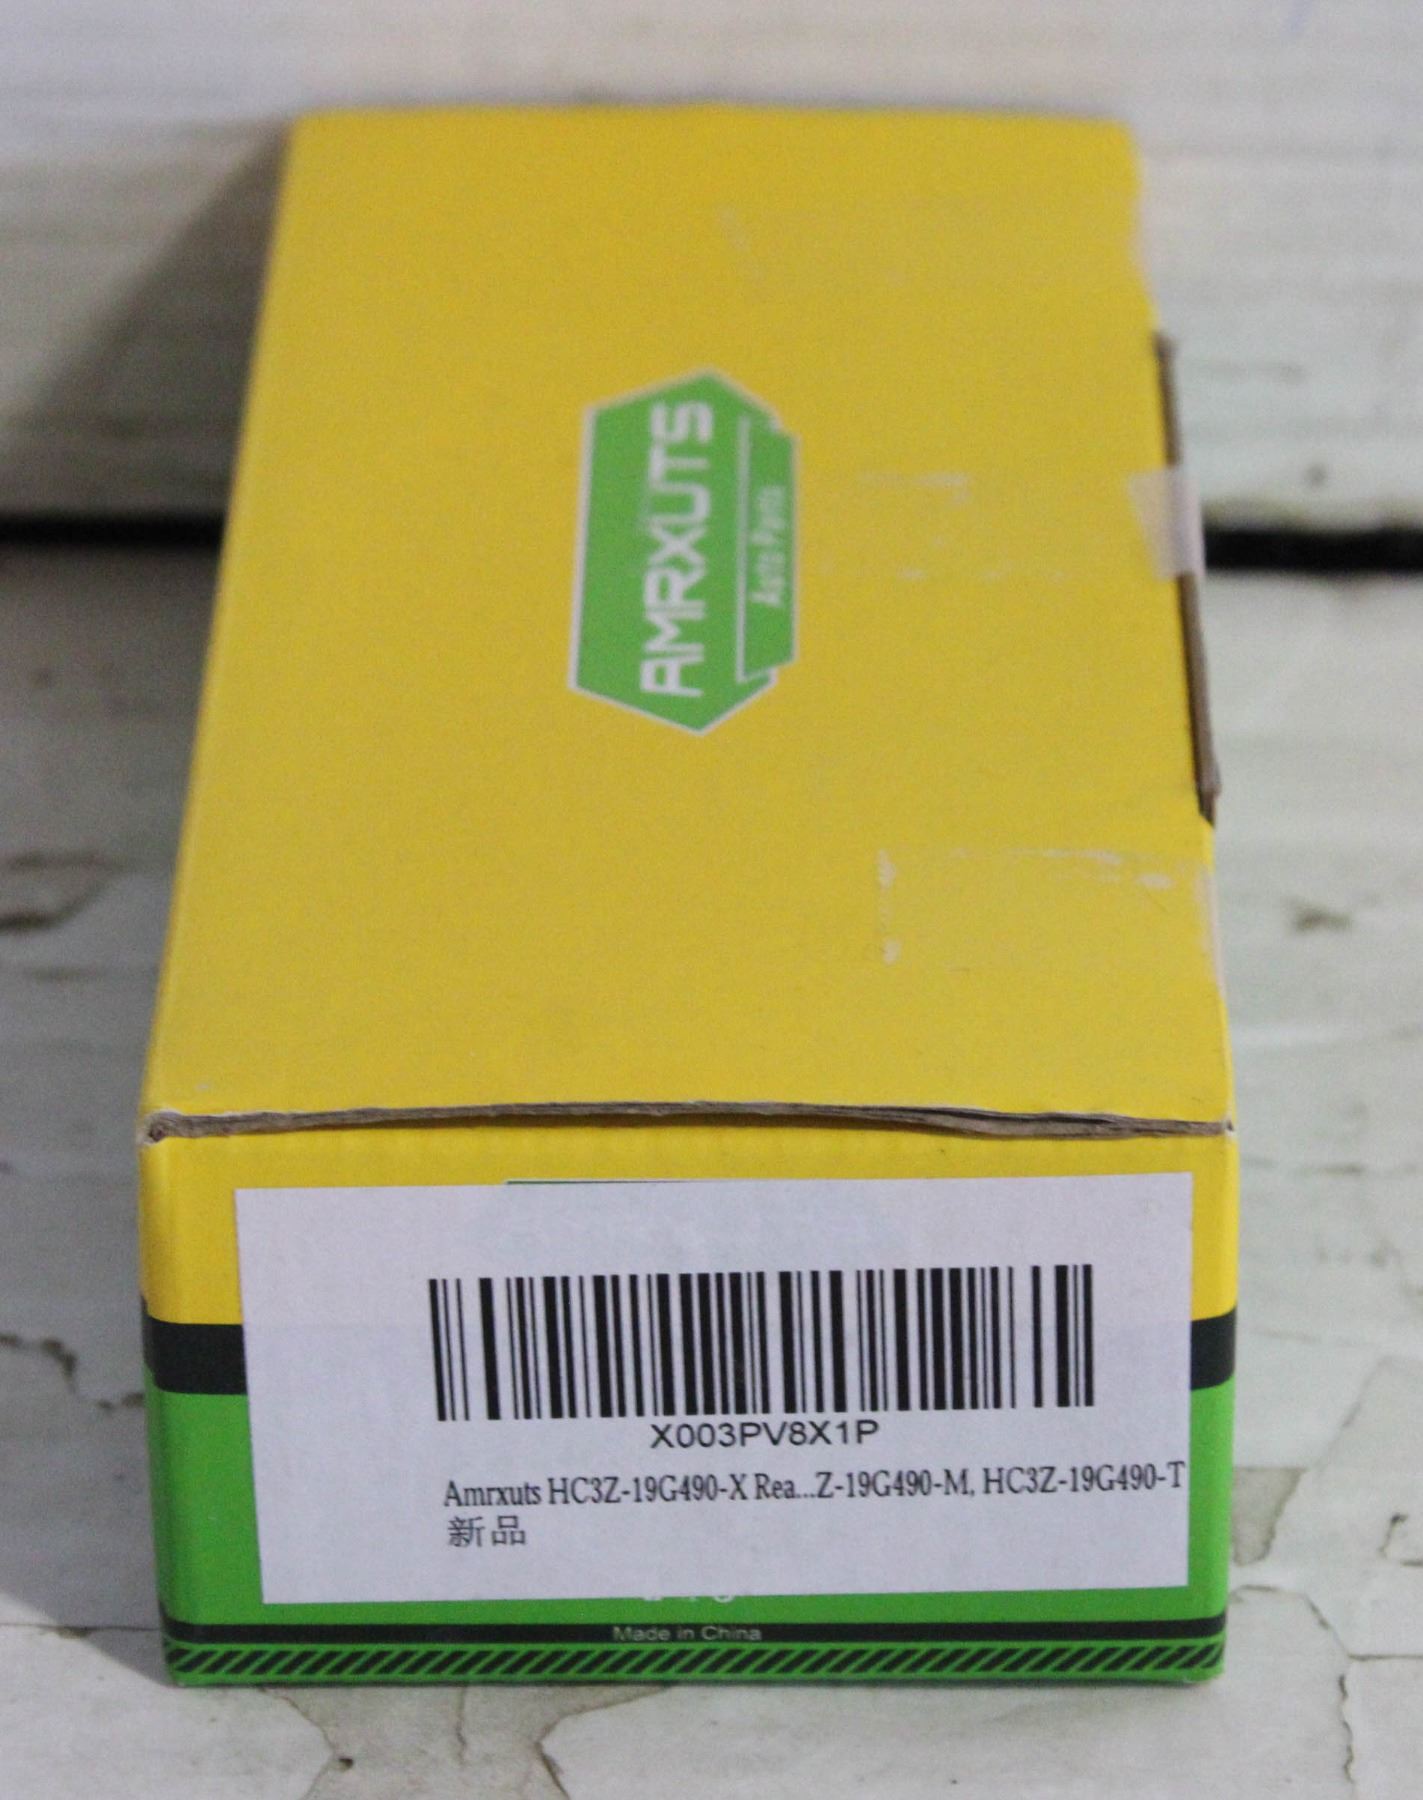 AMRXUTS
Auto Parts
X003PV8X1P
Amrxuts HC3Z-19G490-X Rea...Z-19G490-M, HC3Z-19G490-T
新品
Made in China